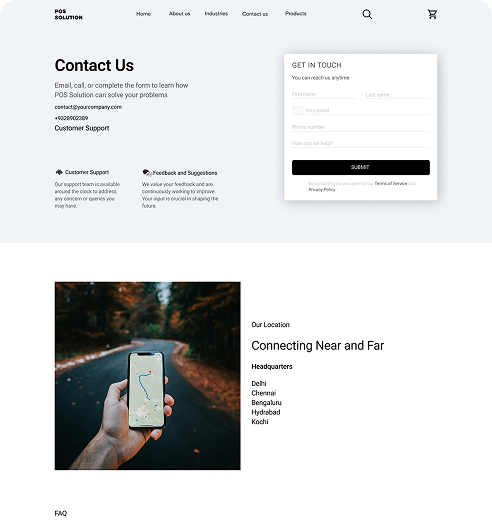 POS
SOLUTION
Home
About us
Industries
Contact us
Products
Contact Us
Email, call, or complete the form to learn how
POS Solution can solve your problems
contact@yourcompany.com
+9328902389
Customer Support
Customer Support
Our support team is available
around the clock to address
any concern or queries you
may have.
Feedback and Suggestions
We value your feedback and are
continuously working to improve.
Your input is crucial in shaping the
future.
GET IN TOUCH
You can reach us anytime
First name
Last name
Your email
Phone number
How can we help?
SUBMIT
By contacting us, you agree to our Terms of Service and
Privacy Policy
Our Location
Connecting Near and Far
Headquarters
Delhi
Chennai
Bengaluru
Hydrabad
Kochi
FAQ